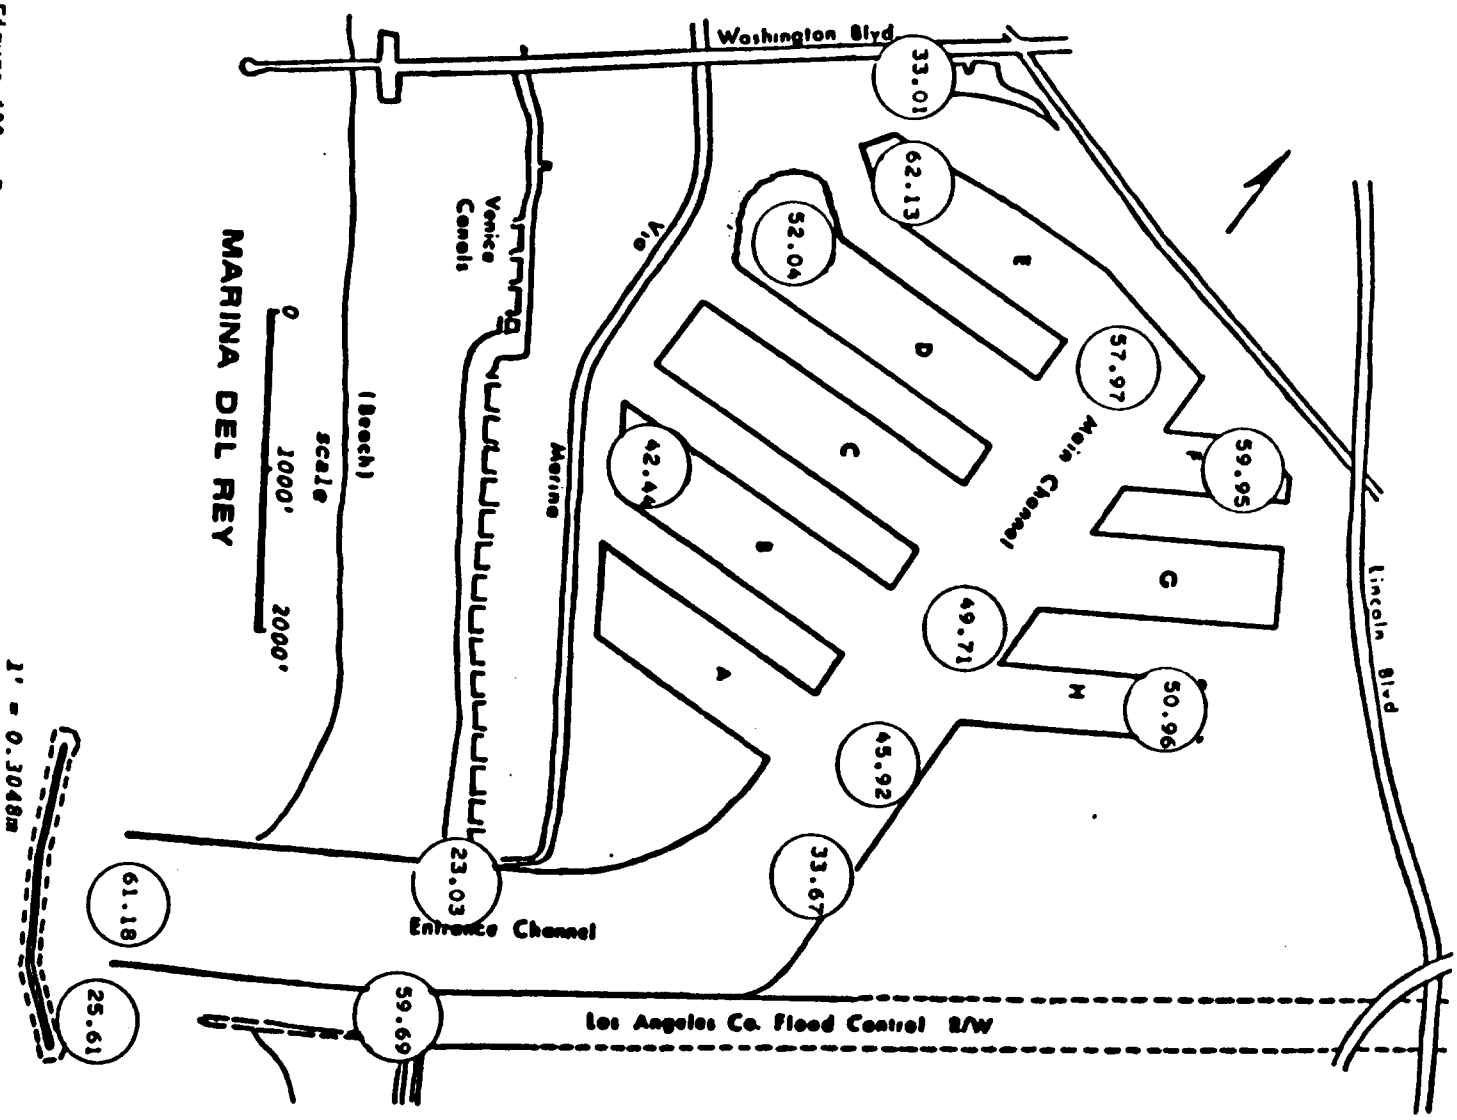 Washington Blvd
33.01
62.13
Venice
Canals
Via
52.04
E
D
57.97
MARINA DEL REY
0
1000'
2000'
scale
(Beach)
Marina
42.44
C
Main Channel
F
59.95
B
G
Lincoln Blvd
49.71
A
H
50.96
45.92
1' = 0.3048m
33.67
23.03
61.18
Entrance Channel
25.61
59.69
Los Angeles Co. Flood Control R/W